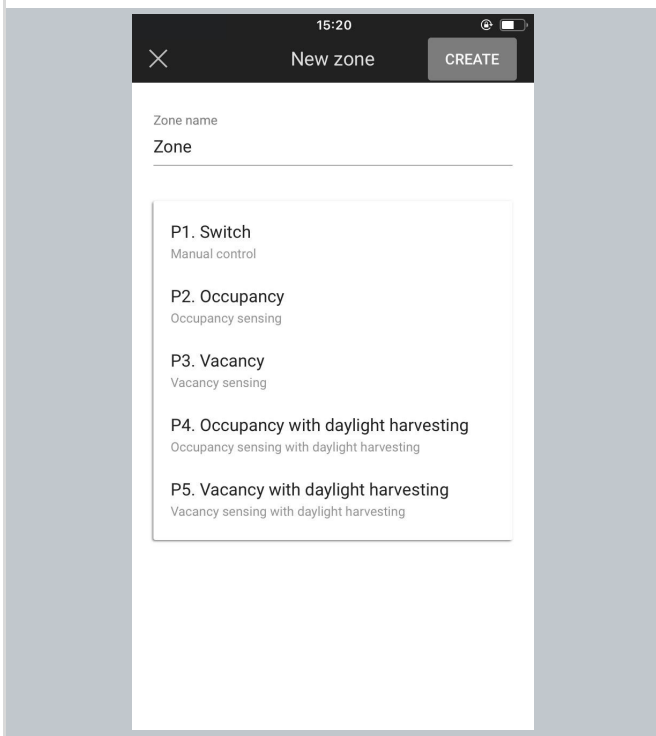 15:20
New zone
CREATE
Zone name
Zone
P1. Switch
Manual control
P2. Occupancy
Occupancy sensing
P3. Vacancy
Vacancy sensing
P4. Occupancy with daylight harvesting
Occupancy sensing with daylight harvesting
P5. Vacancy with daylight harvesting
Vacancy sensing with daylight harvesting